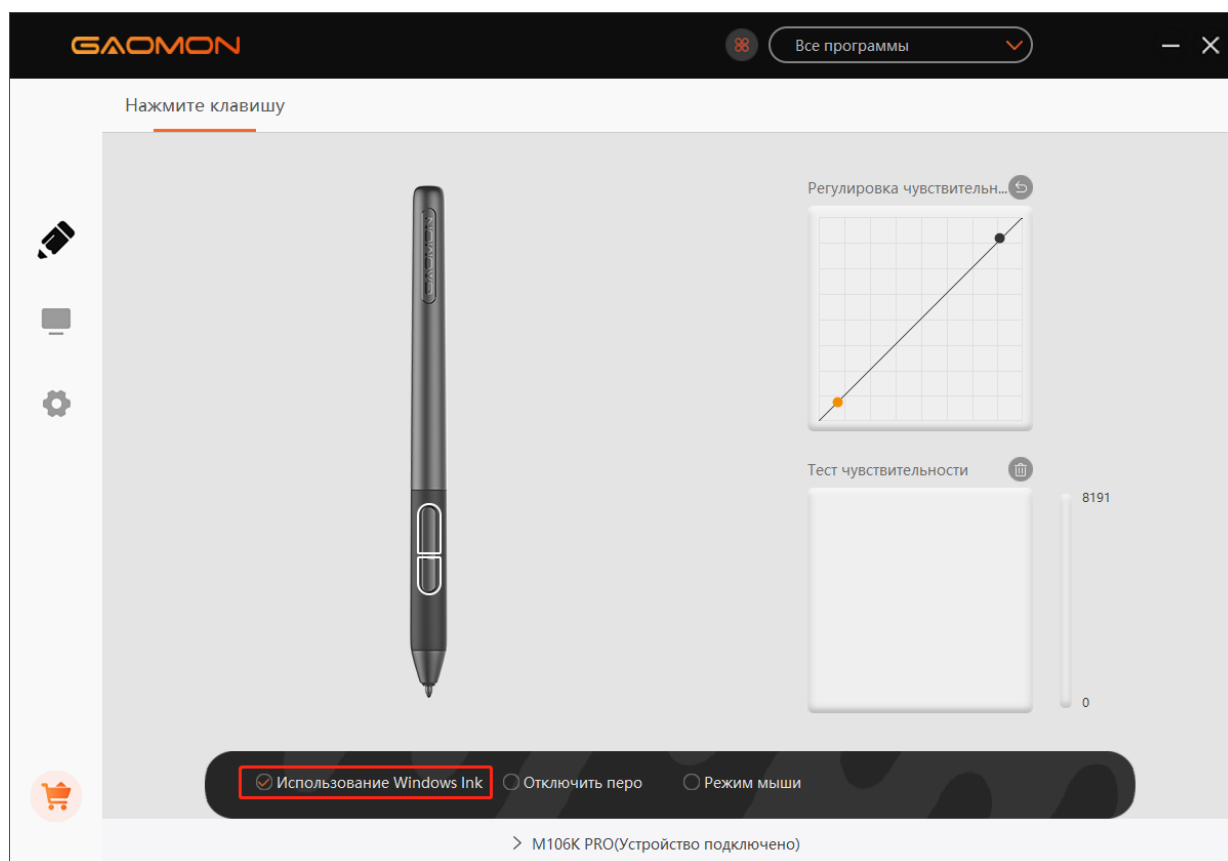 GAOMON
Все программы
Нажмите клавишу
GAOMON
Регулировка чувствительн...
Тест чувствительности
8191
0
Использование Windows Ink
Отключить перо
Режим мыши
M106K PRO(Устройство подключено)